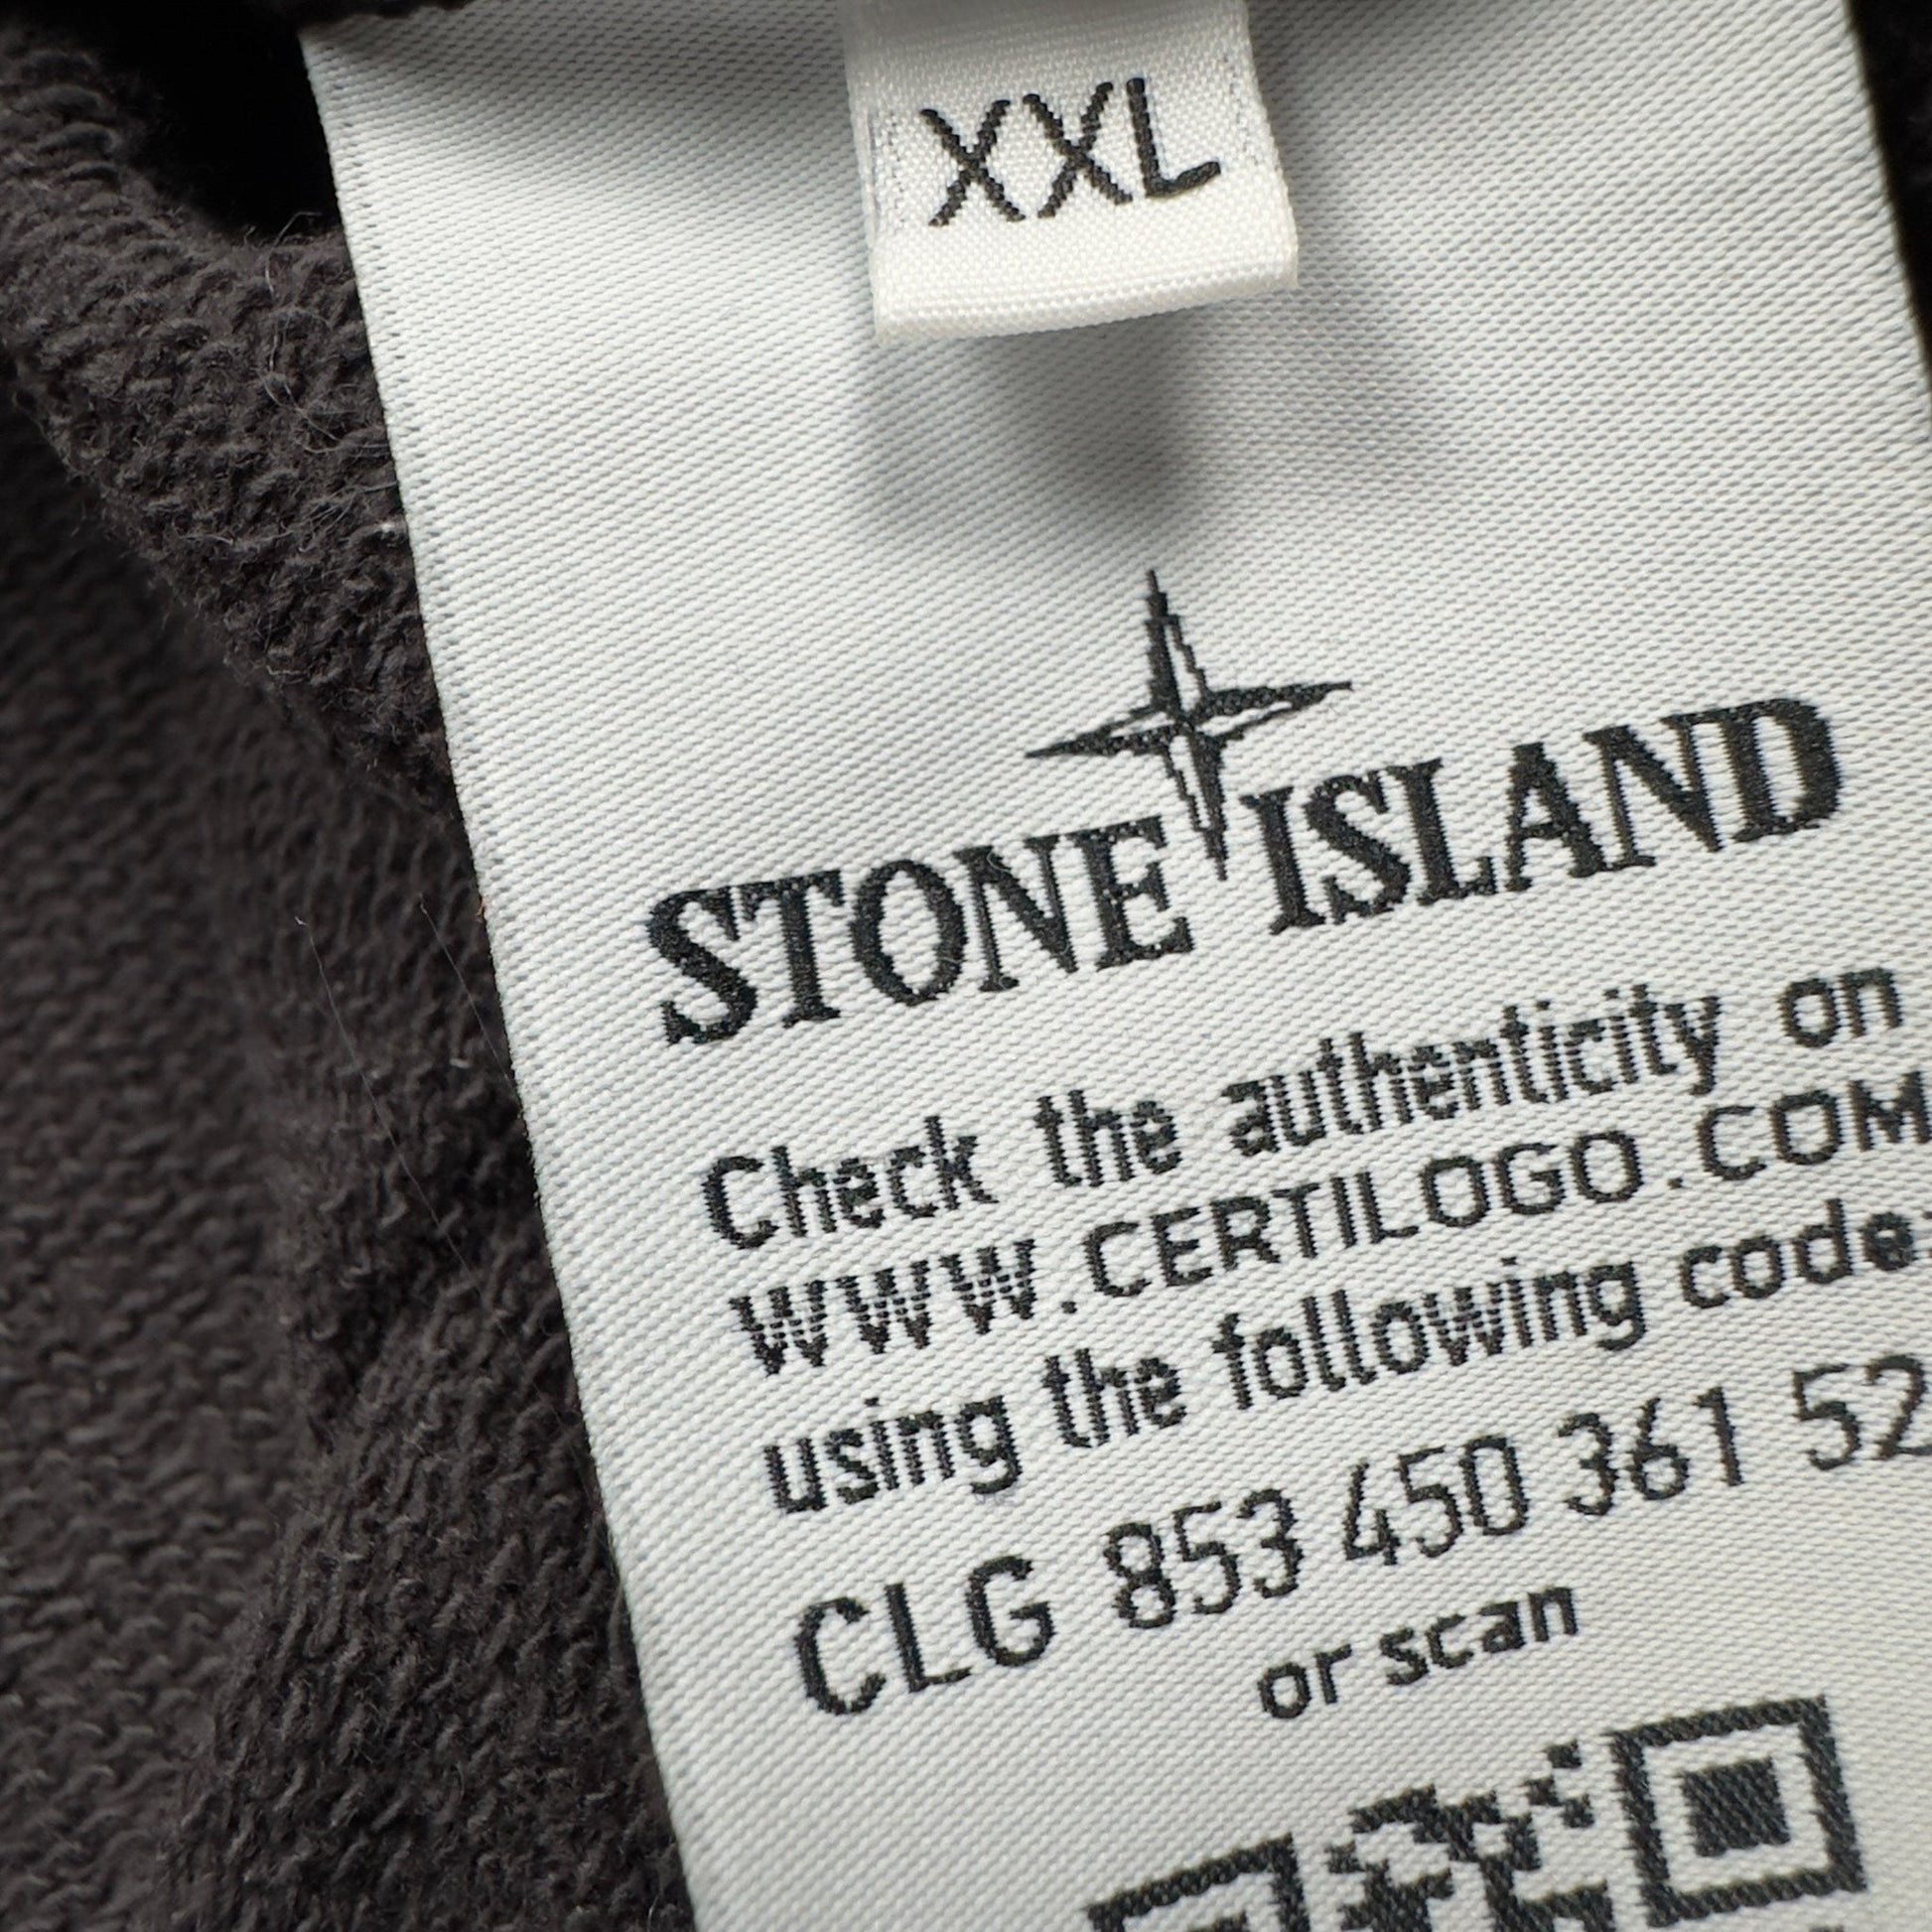 XXL
STONE ISLAND
Check the authenticity on
WWW.CERTILOGO.COM
using the following code:
CLG 853 450 361 52
or scan